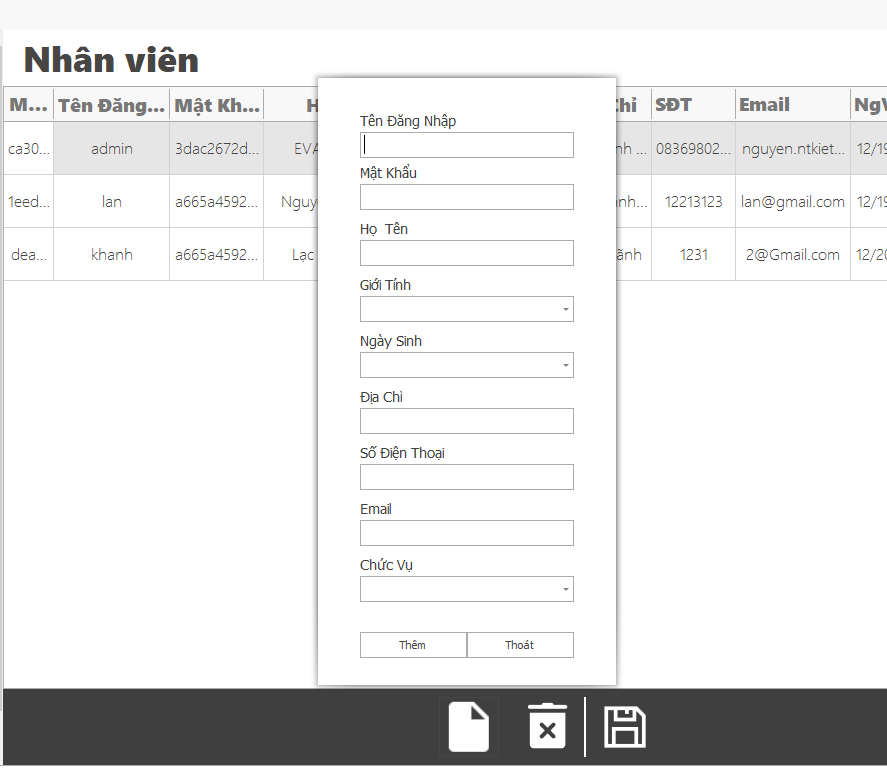 Nhân viên
M... Tên Đăng... Mật Kh... H hỉ SĐT Email NgV
ca30... admin 3dac2672d... EVA nh ... 08369802... nguyen.ntkiet... 12/19
1eed... lan a665a4592... Nguy inh... 12213123 lan@gmail.com 12/19
dea... khanh a665a4592... Lạc ãnh 1231 2@Gmail.com 12/20
Tên Đăng Nhập
Mật Khẩu
Họ Tên
Giới Tính
Ngày Sinh
Địa Chỉ
Số Điện Thoại
Email
Chức Vụ
Thêm Thoát